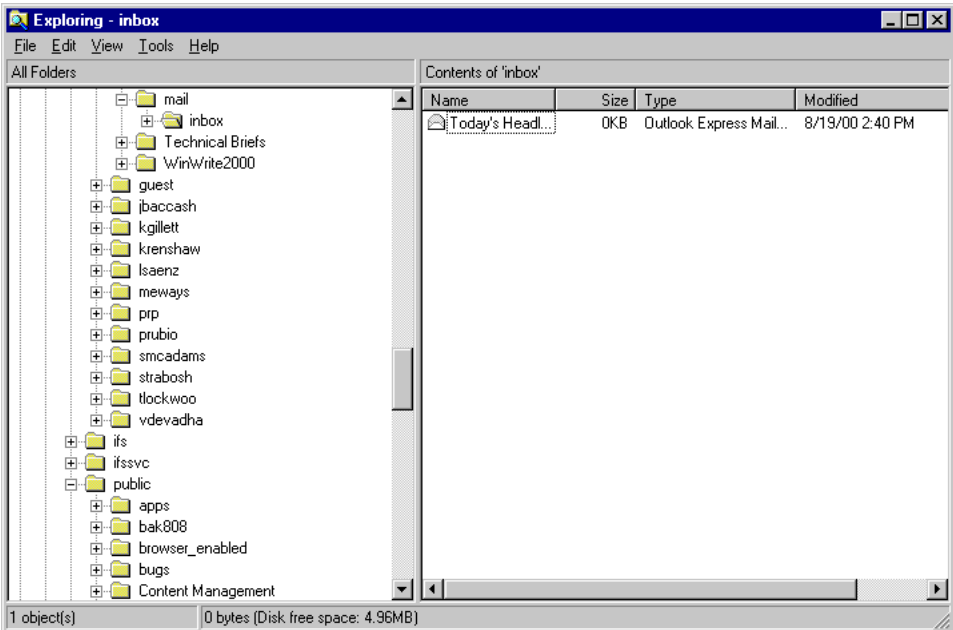 Exploring - inbox
File Edit View Tools Help
All Folders
Contents of 'inbox'
mail
inbox
Technical Briefs
WinWrite2000
guest
jbaccash
kgillett
krenshaw
lsaenz
meways
prp
prubio
smcadams
strabosh
tlockwoo
vdevadha
ifs
ifssvc
public
apps
bak808
browser_enabled
bugs
Content Management
Name Size Type Modified
Today's Headl... 0KB Outlook Express Mail... 8/19/00 2:40 PM
1 object(s)
0 bytes (Disk free space: 4.96MB)